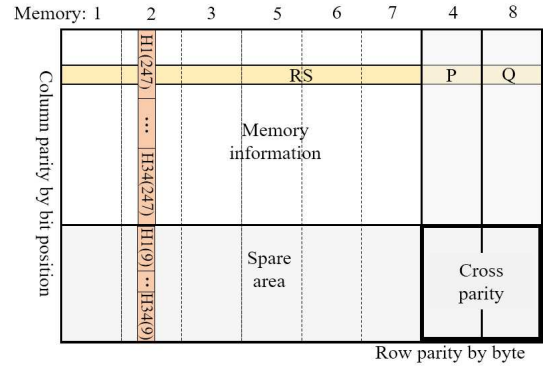 Memory: 1 2 3 5 6 7 4 8
H1(247)
...
H34(247)
H1(9)
..
H34(9)
RS P Q
Memory
information
Column parity by bit position
Spare
area
Cross
parity
Row parity by byte